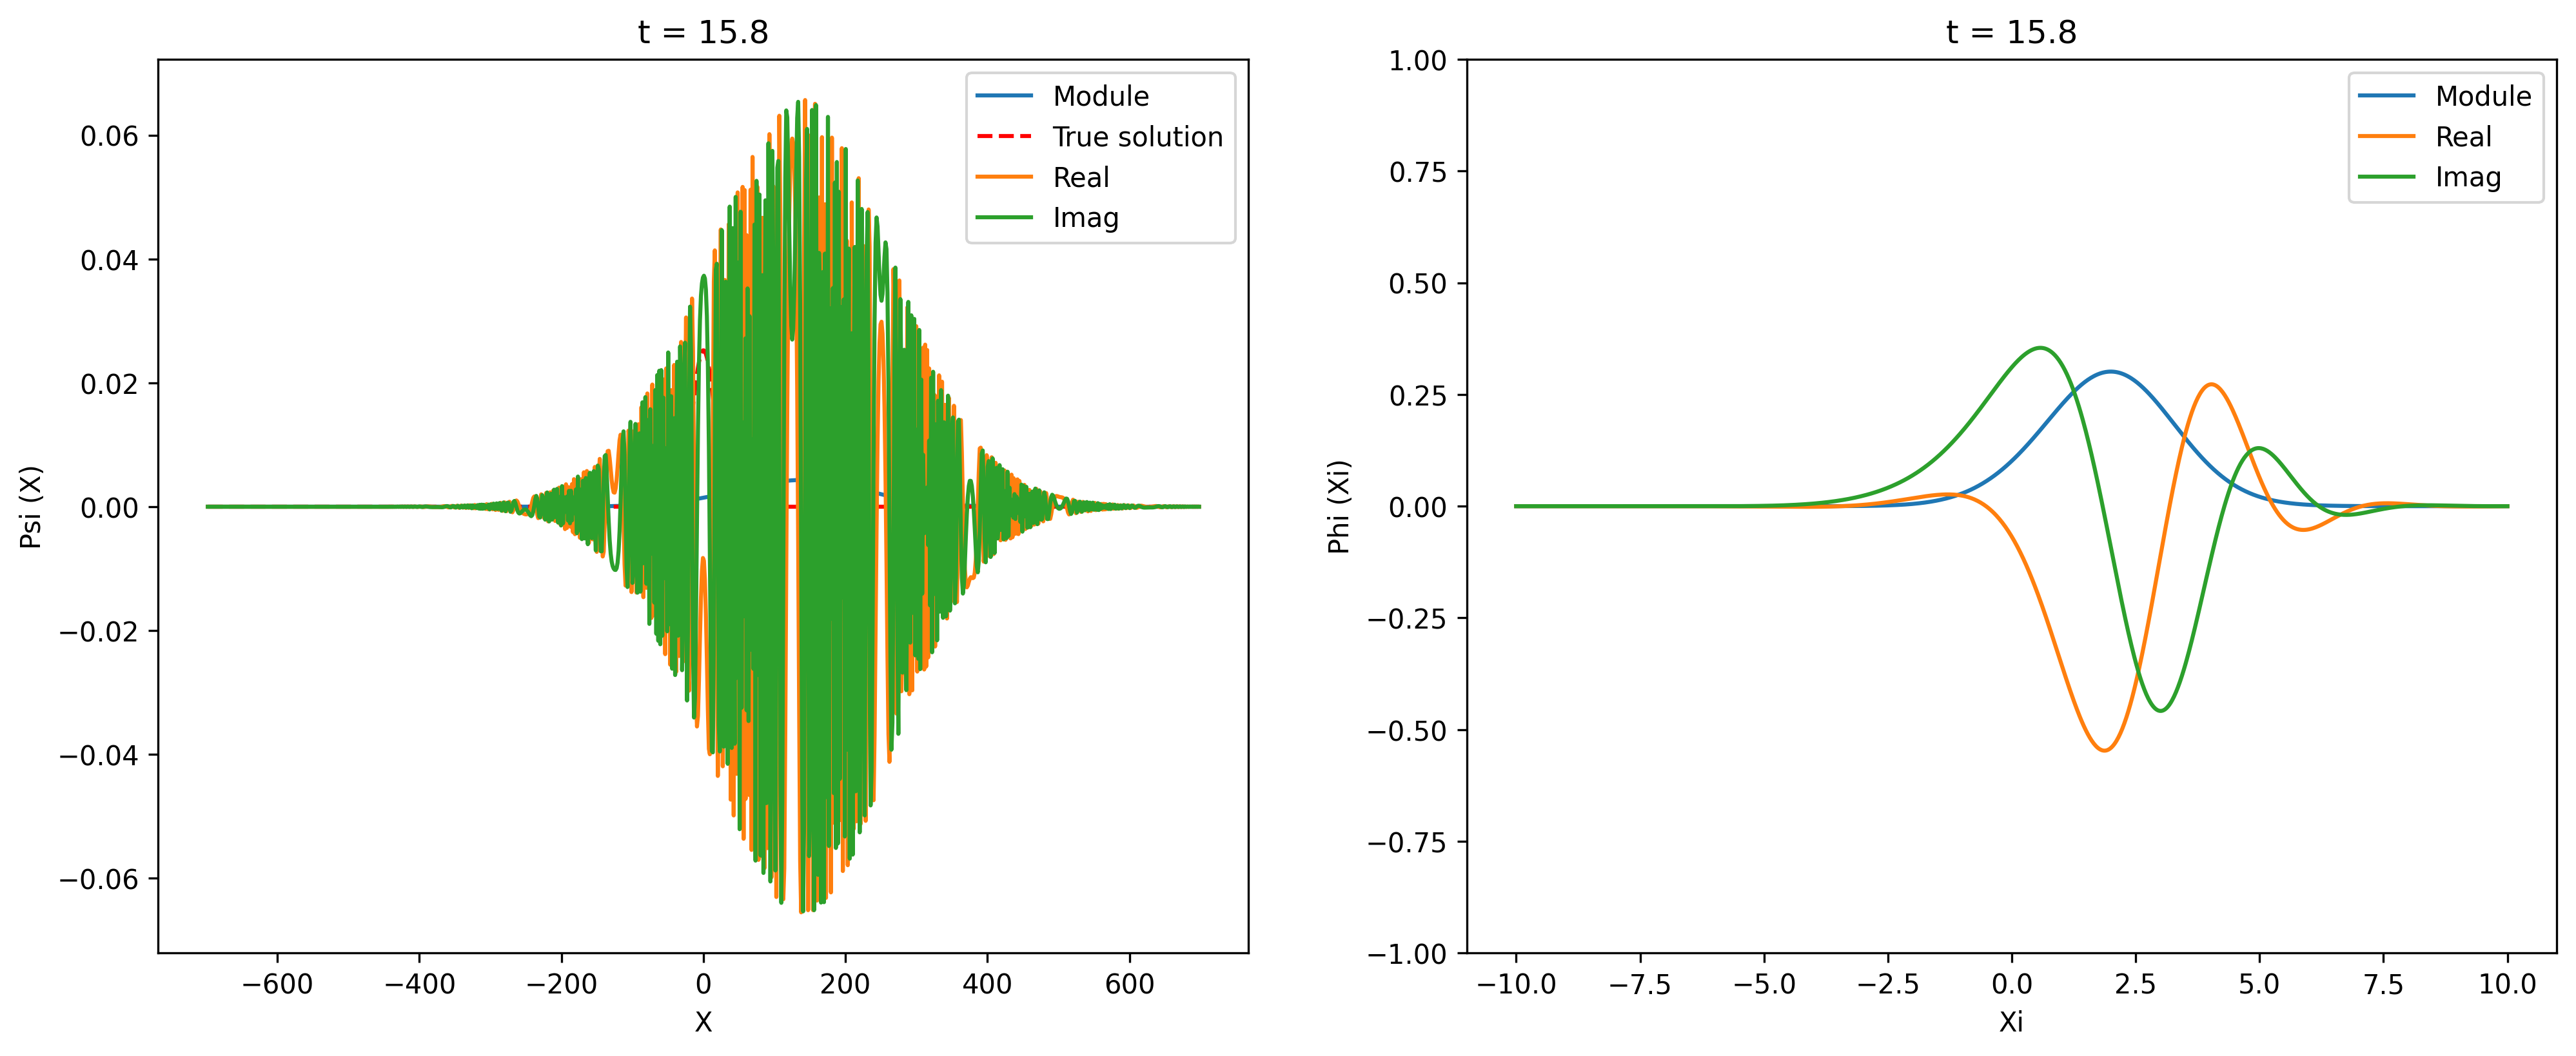 t = 15.8
Psi (X)
0.06
0.04
0.02
0.00
−0.02
−0.04
−0.06
−600
−400
−200
0
200
400
600
X
Module
True solution
Real
Imag
t = 15.8
Phi (Xi)
1.00
0.75
0.50
0.25
0.00
−0.25
−0.50
−0.75
−1.00
−10.0
−7.5
−5.0
−2.5
0.0
2.5
5.0
7.5
10.0
Xi
Module
Real
Imag